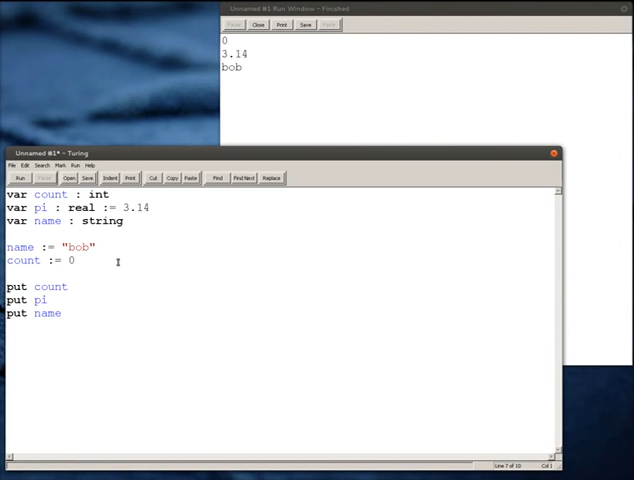 Unnamed #1 Run Window - Finished
Pause Close Print Save Paste
0
3.14
bob
Unnamed #1* - Turing
File Edit Search Mark Run Help
Run Pause Open Save Indent Print Cut Copy Paste Find Find Next Replace
var count : int
var pi : real := 3.14
var name : string
name := "bob"
count := 0
put count
put pi
put name
Line 7 of 10 Col 1